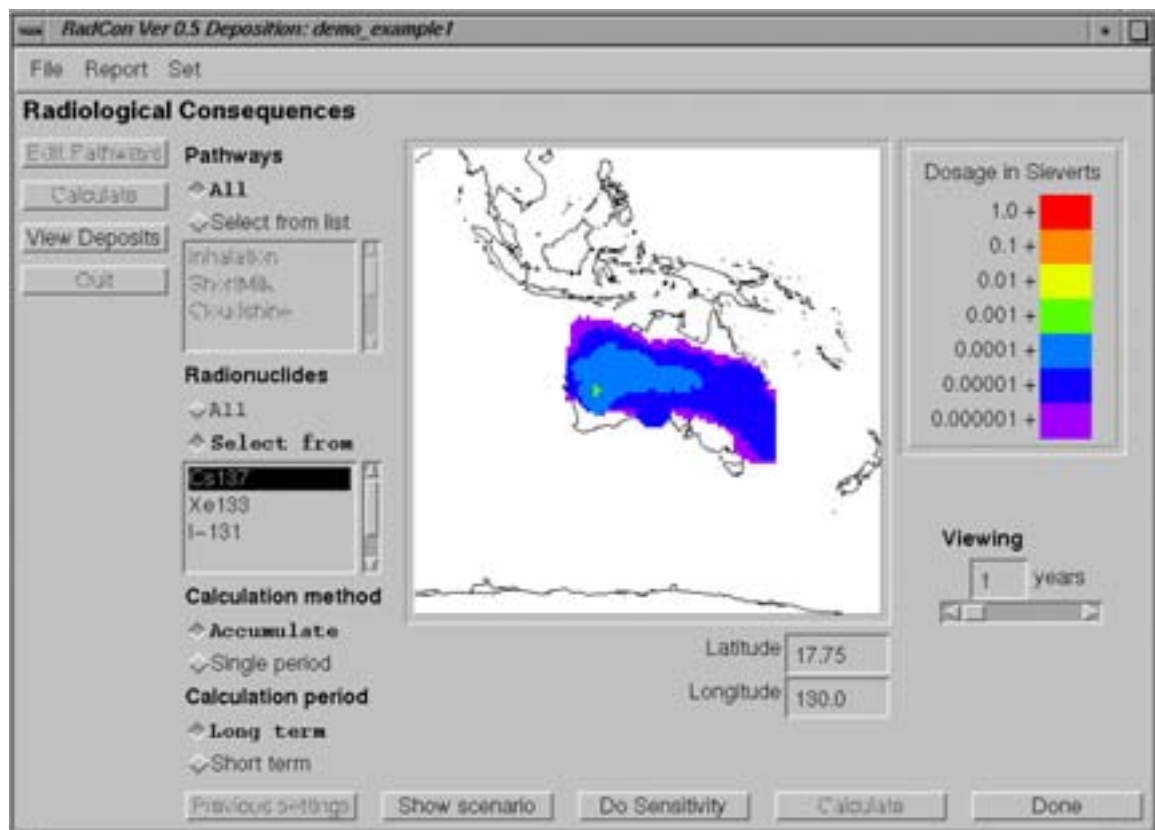 RadCon Ver 0.5 Deposition: demo_example1
File Report Set
Radiological Consequences
Edit Pathways
Calculate
View Deposits
Quit
Pathways
All
Select from list
Inhalation
ShortMilk
Cloudshine
Radionuclides
All
Select from
Cs137
Xe133
I-131
Calculation method
Accumulate
Single period
Calculation period
Long term
Short term
Dosage in Sieverts
1.0 +
0.1 +
0.01 +
0.001 +
0.0001 +
0.00001 +
0.000001 +
Viewing
1 years
Latitude 17.75
Longitude 130.0
Previous settings
Show scenario
Do Sensitivity
Calculate
Done